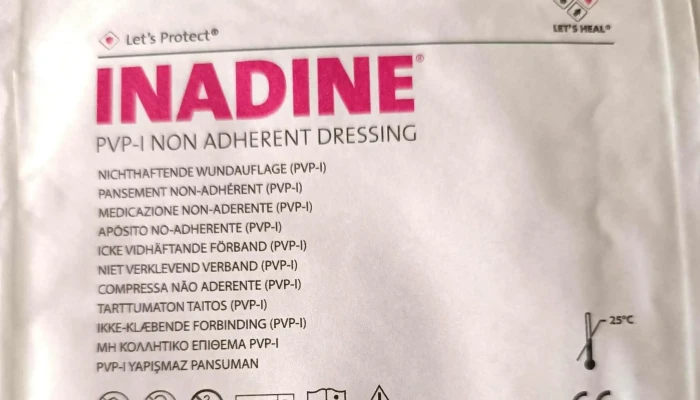 Let's Protect®
LET'S HEAL®
INADINE®
PVP-I NON ADHERENT DRESSING
NICHTHAFTENDE WUNDAUFLAGE (PVP-I)
PANSEMENT NON-ADHÉRENT (PVP-I)
MEDICAZIONE NON-ADERENTE (PVP-I)
APÓSITO NO-ADHERENTE (PVP-I)
ICKE VIDHÄFTANDE FÖRBAND (PVP-I)
NIET VERKLEVEND VERBAND (PVP-I)
COMPRESSA NÃO ADERENTE (PVP-I)
TARTTUMATON TAITOS (PVP-I)
IKKE-KLÆBENDE FORBINDING (PVP-I)
ΜΗ ΚΟΛΛΗΤΙΚΟ ΕΠΙΘΕΜΑ PVP-I
PVP-I YAPIŞMAZ PANSUMAN
25°C